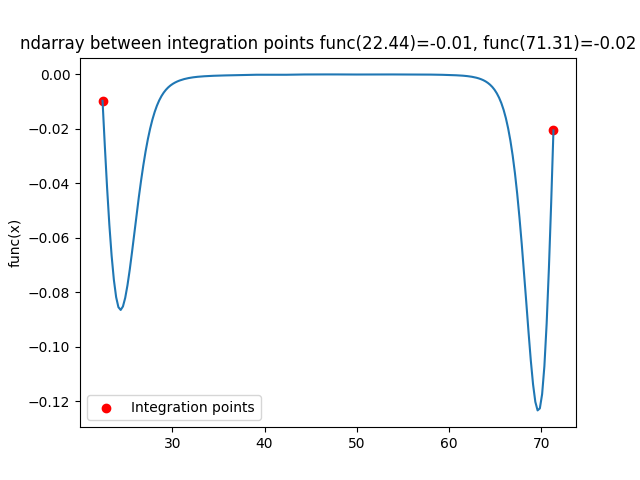 ndarray between integration points func(22.44)=-0.01, func(71.31)=-0.02
0.00
−0.02
−0.04
−0.06
−0.08
−0.10
−0.12
func(x)
Integration points
30 40 50 60 70